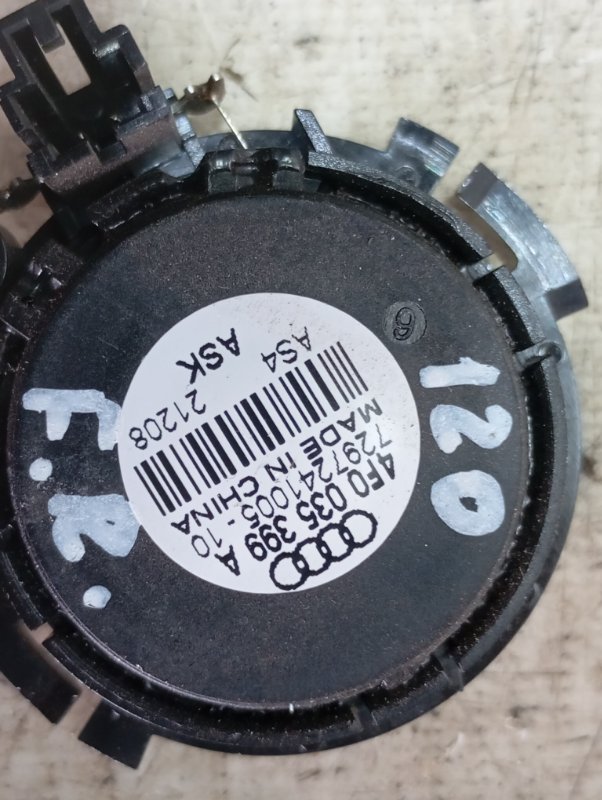 4F0 035 399 A
7297241005-10
MADE IN CHINA
21208
AS4
ASK
F.R.
120